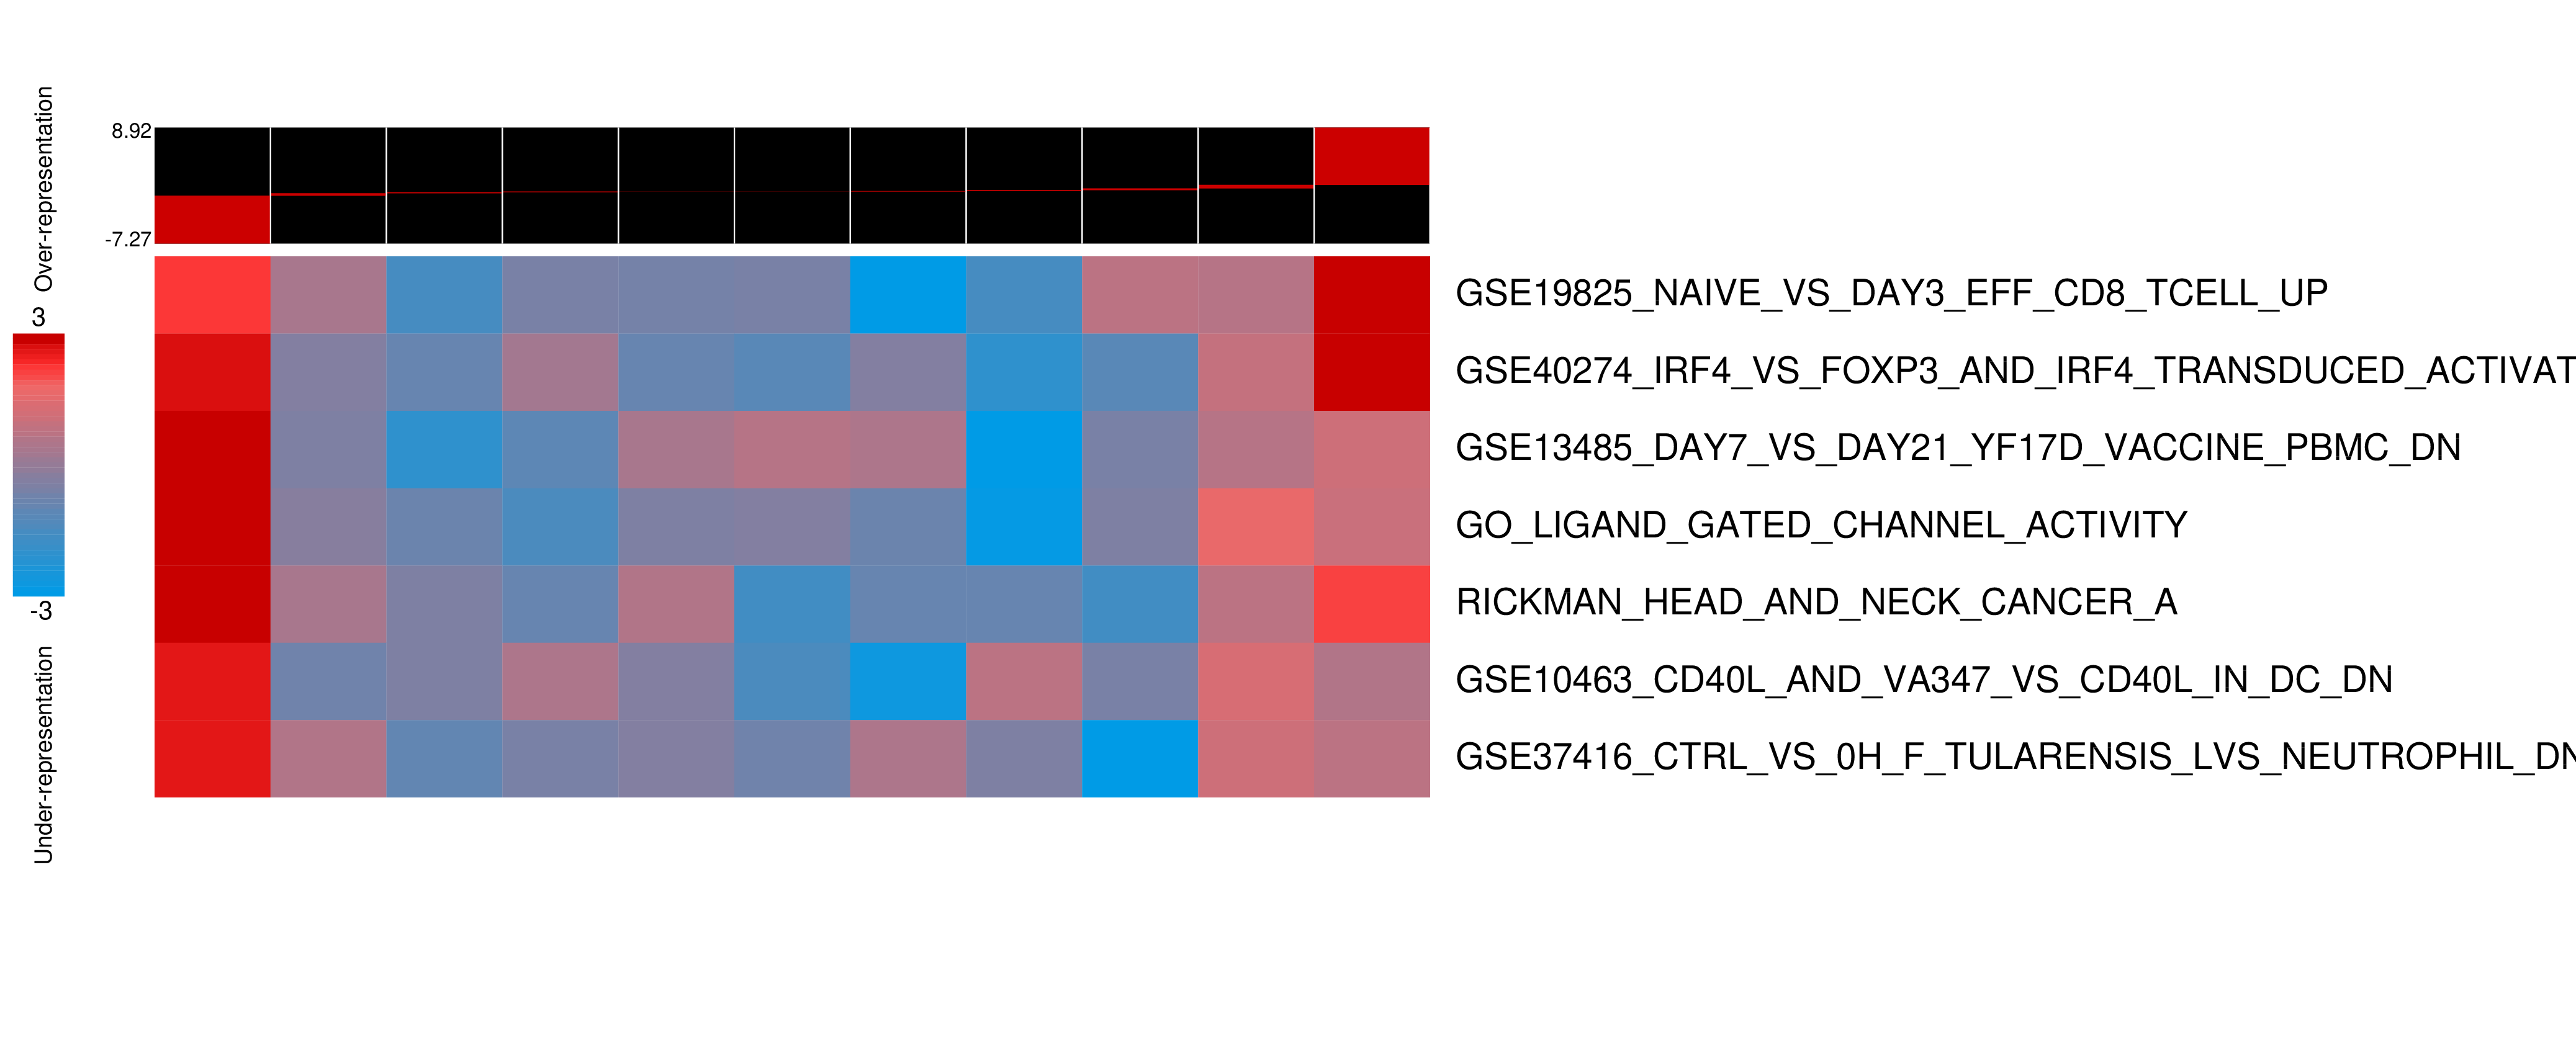 Over-representation
3
-3
Under-representation
8.92
-7.27
GSE19825_NAIVE_VS_DAY3_EFF_CD8_TCELL_UP
GSE40274_IRF4_VS_FOXP3_AND_IRF4_TRANSDUCED_ACTIVAT
GSE13485_DAY7_VS_DAY21_YF17D_VACCINE_PBMC_DN
GO_LIGAND_GATED_CHANNEL_ACTIVITY
RICKMAN_HEAD_AND_NECK_CANCER_A
GSE10463_CD40L_AND_VA347_VS_CD40L_IN_DC_DN
GSE37416_CTRL_VS_0H_F_TULARENSIS_LVS_NEUTROPHIL_DN